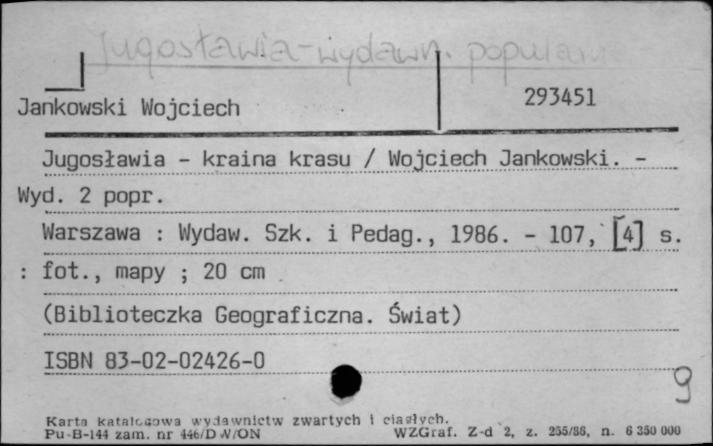 Jugosławia - wydawn. popularne
Jankowski Wojciech
293451
Jugosławia - kraina krasu / Wojciech Jankowski. -
Wyd. 2 popr.
Warszawa : Wydaw. Szk. i Pedag., 1986. - 107, [4] s.
: fot., mapy ; 20 cm
(Biblioteczka Geograficzna. Świat)
ISBN 83-02-02426-0
9
Karta katalogowa wydawnictw zwartych i ciągłych.
Pu-B-144 zam. nr 446/D W/ON
WZGraf. Z-d 2, z. 255/86, n. 6 350 000